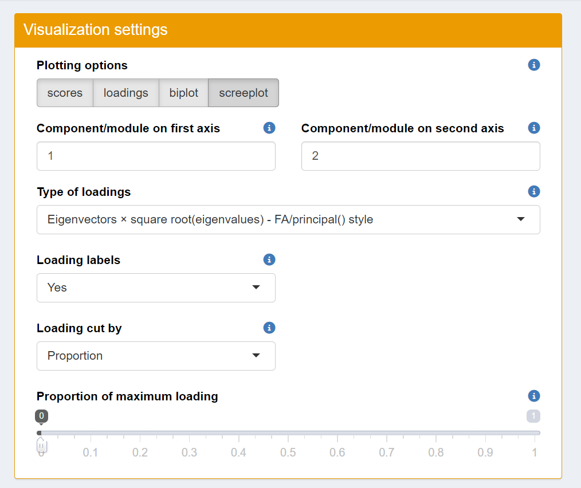 Visualization settings
Plotting options
scores loadings biplot screeplot
Component/module on first axis Component/module on second axis
1 2
Type of loadings
Eigenvectors × square root(eigenvalues) - FA/principal() style
Loading labels
Yes
Loading cut by
Proportion
Proportion of maximum loading
0 1
0 0.1 0.2 0.3 0.4 0.5 0.6 0.7 0.8 0.9 1